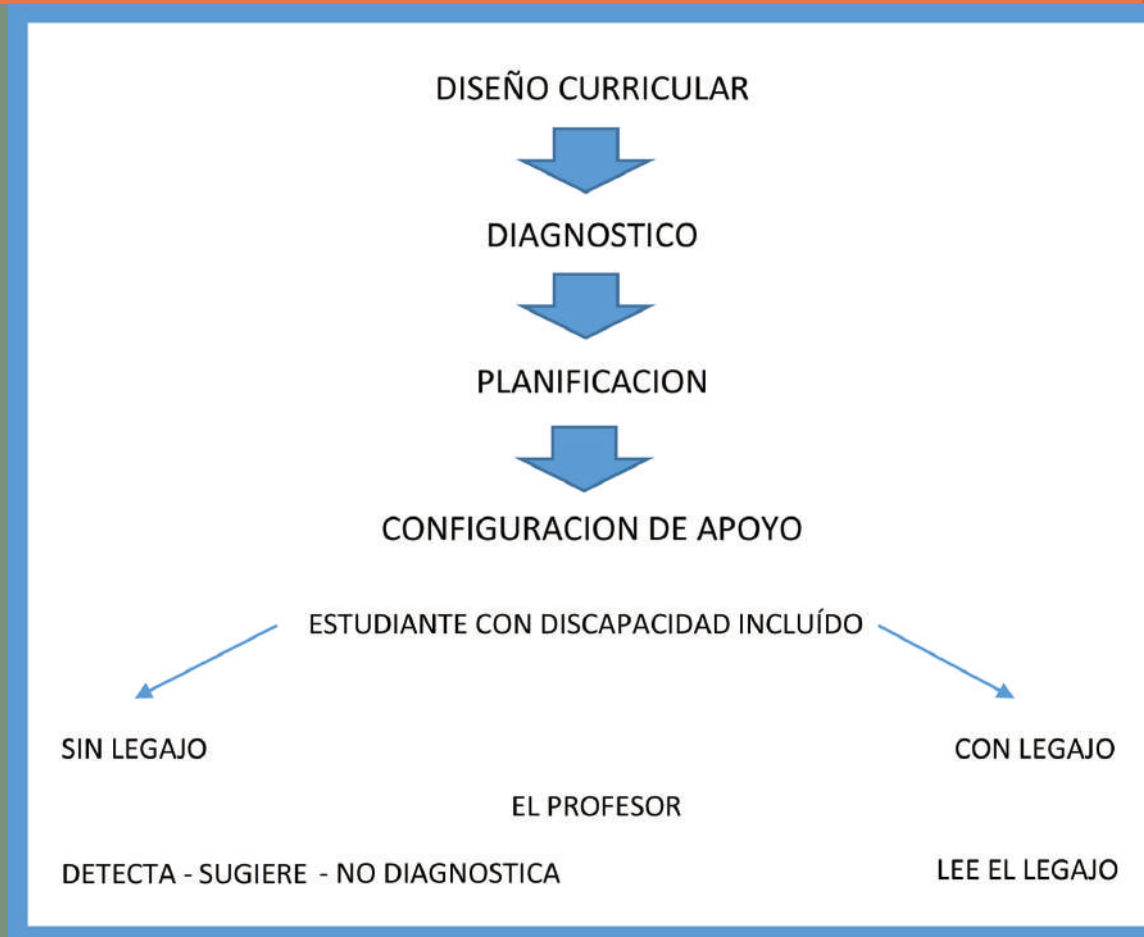 DISEÑO CURRICULAR
DIAGNOSTICO
PLANIFICACION
CONFIGURACION DE APOYO
ESTUDIANTE CON DISCAPACIDAD INCLUÍDO
SIN LEGAJO
CON LEGAJO
EL PROFESOR
DETECTA - SUGIERE - NO DIAGNOSTICA
LEE EL LEGAJO